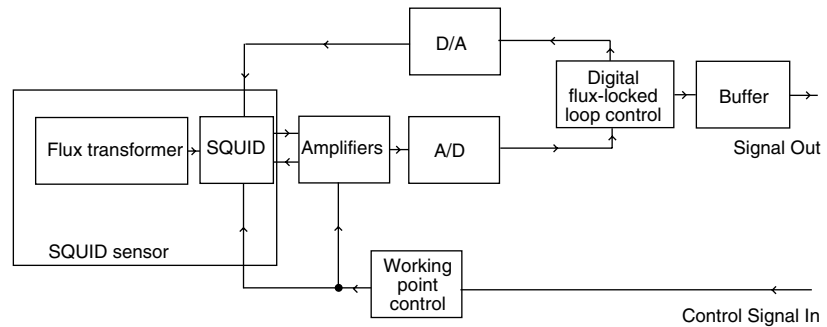 D/A
Digital
flux-locked
loop control
Buffer
Flux transformer
SQUID
Amplifiers
A/D
Signal Out
SQUID sensor
Working
point
control
Control Signal In